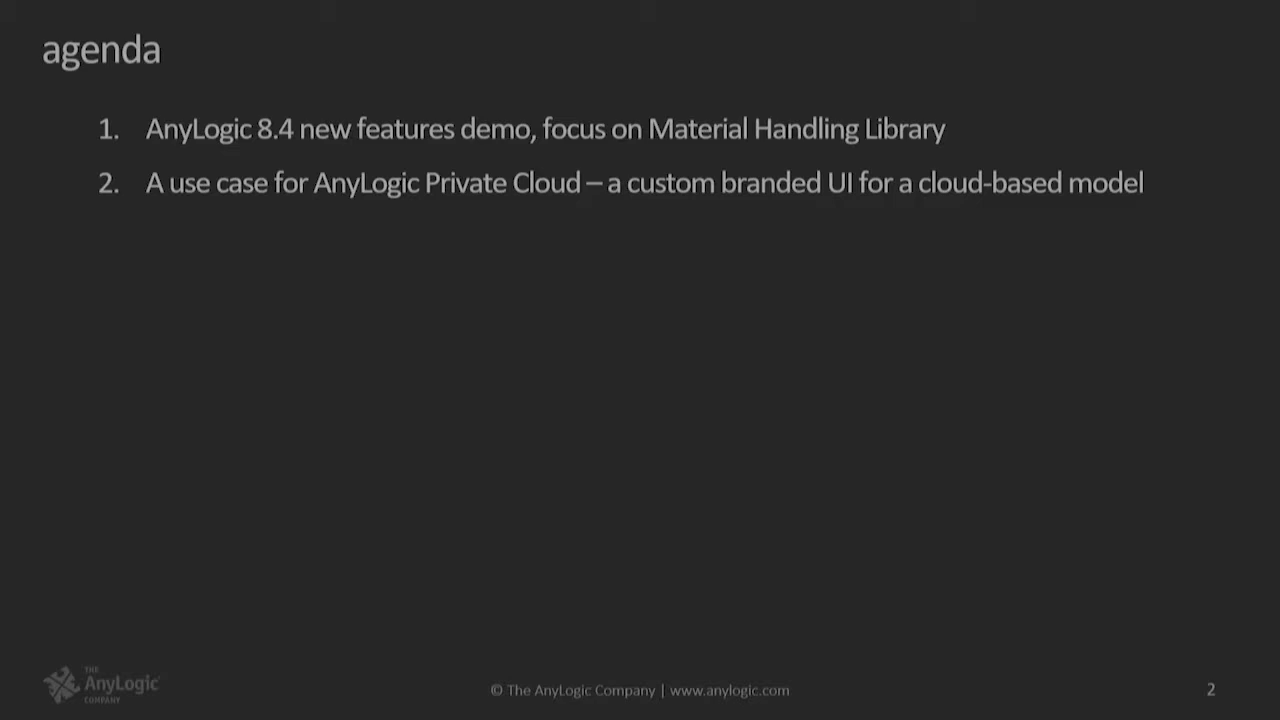 agenda
1. AnyLogic 8.4 new features demo, focus on Material Handling Library
2. A use case for AnyLogic Private Cloud – a custom branded UI for a cloud-based model
THE
AnyLogic
COMPANY
© The AnyLogic Company | www.anylogic.com
2